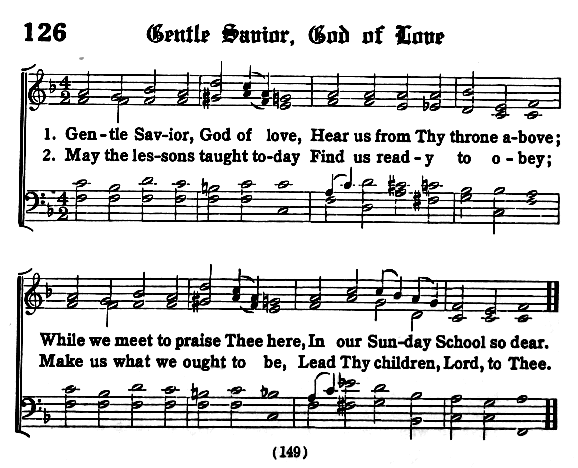 126 Gentle Savior, God of Love
1. Gen-tle Sav-ior, God of love, Hear us from Thy throne a-bove;
2. May the les-sons taught to-day Find us read-y to o-bey;
While we meet to praise Thee here, In our Sun-day School so dear.
Make us what we ought to be, Lead Thy children, Lord, to Thee.
(149)